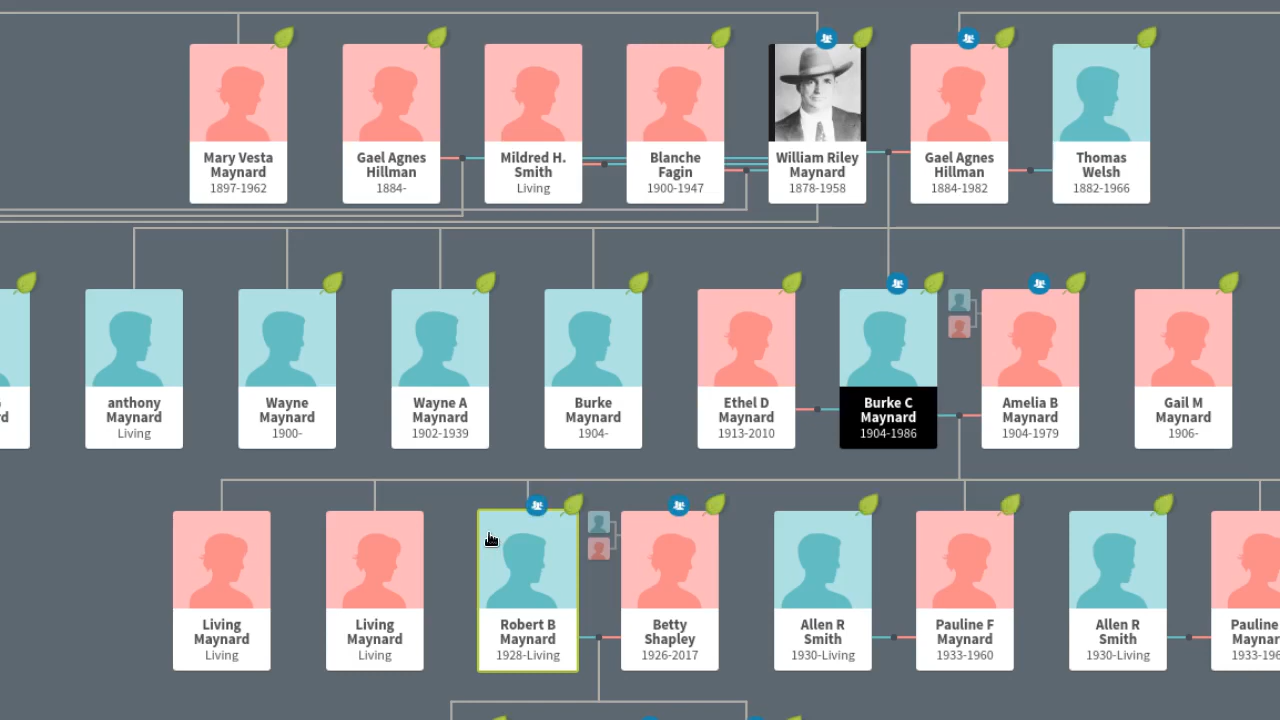 Mary Vesta
Maynard
1897-1962
Gael Agnes
Hillman
1884-
Mildred H.
Smith
Living
Blanche
Fagin
1900-1947
William Riley
Maynard
1878-1958
Gael Agnes
Hillman
1884-1982
Thomas
Welsh
1882-1966
anthony
Maynard
Living
Wayne
Maynard
1900-
Wayne A
Maynard
1902-1939
Burke
Maynard
1904-
Ethel D
Maynard
1913-2010
Burke C
Maynard
1904-1986
Amelia B
Maynard
1904-1979
Gail M
Maynard
1906-
Living
Maynard
Living
Living
Maynard
Living
Robert B
Maynard
1928-Living
Betty
Shapley
1926-2017
Allen R
Smith
1930-Living
Pauline F
Maynard
1933-1960
Allen R
Smith
1930-Living
Pauline